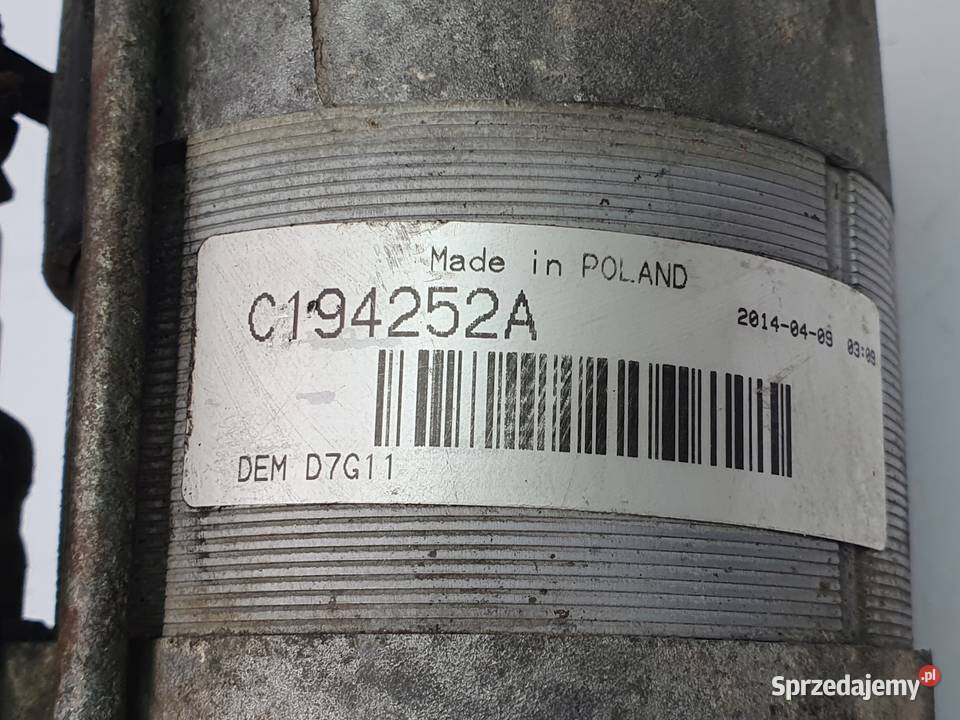 Made in POLAND
C194252A
2014-04-09 03:09
DEM D7G11
Sprzedajemy.pl